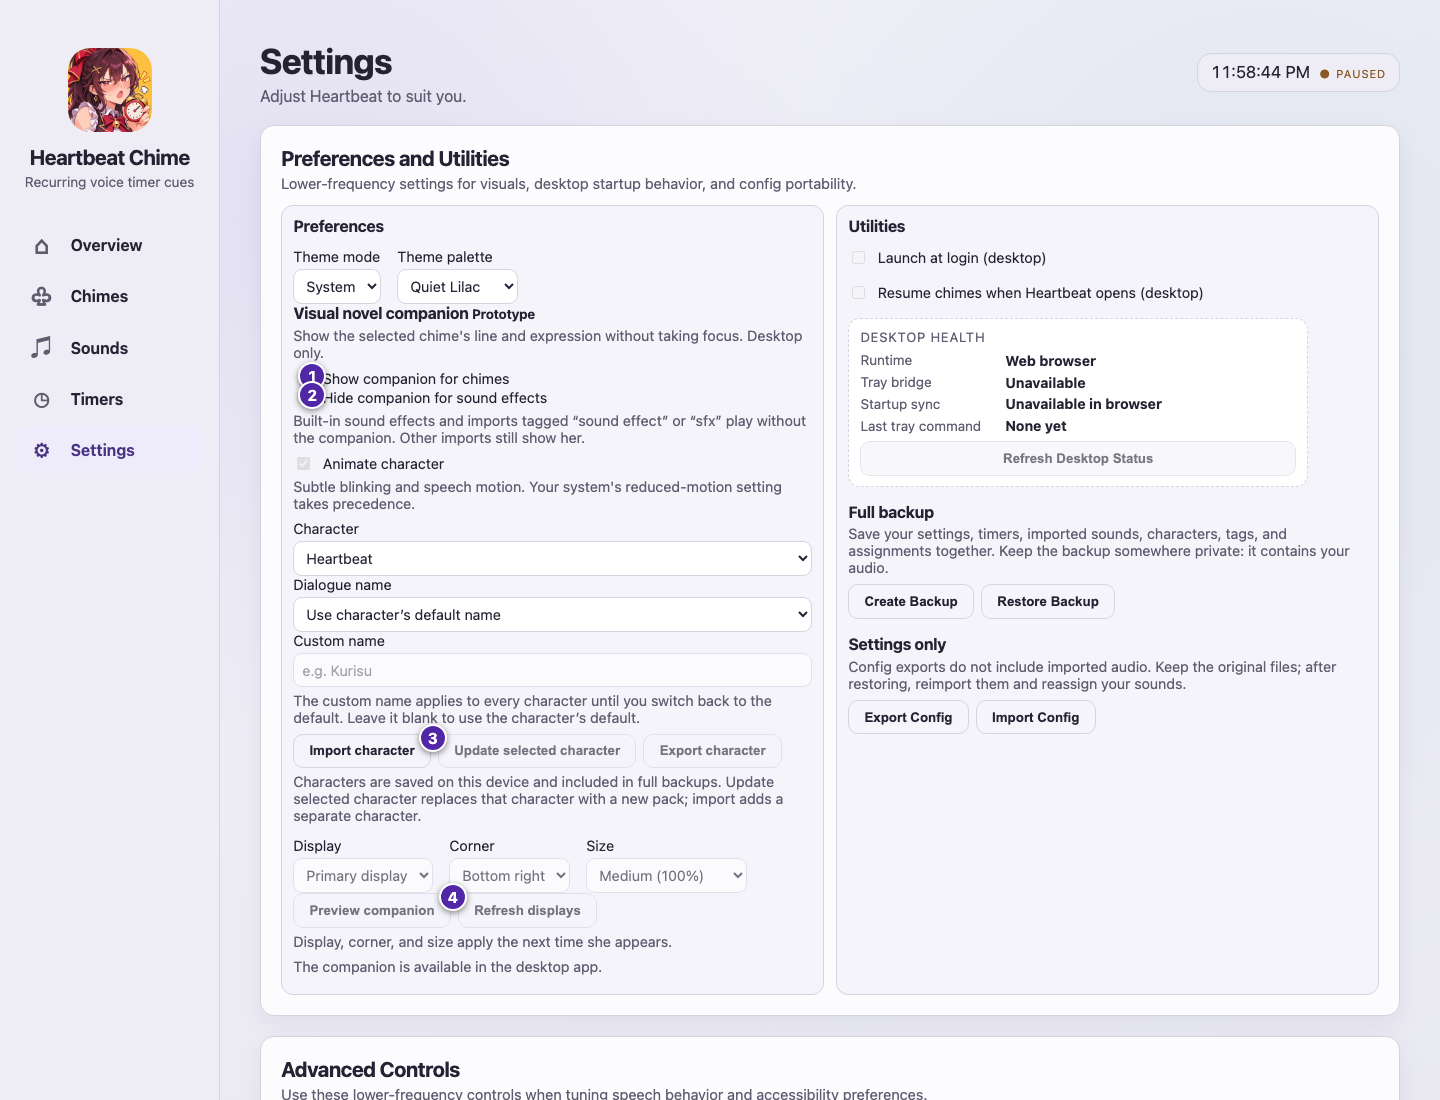 Heartbeat Chime
Recurring voice timer cues
Overview
Chimes
Sounds
Timers
Settings
Settings
Adjust Heartbeat to suit you.
11:58:44 PM PAUSED
Preferences and Utilities
Lower-frequency settings for visuals, desktop startup behavior, and config portability.
Preferences
Theme mode Theme palette
System Quiet Lilac
Visual novel companion Prototype
Show the selected chime's line and expression without taking focus. Desktop
only.
1 Show companion for chimes
2 Hide companion for sound effects
Built-in sound effects and imports tagged “sound effect” or “sfx” play without
the companion. Other imports still show her.
Animate character
Subtle blinking and speech motion. Your system's reduced-motion setting
takes precedence.
Character
Heartbeat
Dialogue name
Use character’s default name
Custom name
e.g. Kurisu
The custom name applies to every character until you switch back to the
default. Leave it blank to use the character’s default.
3
Import character Update selected character Export character
Characters are saved on this device and included in full backups. Update
selected character replaces that character with a new pack; import adds a
separate character.
Display Corner Size
Primary display Bottom right Medium (100%)
4
Preview companion Refresh displays
Display, corner, and size apply the next time she appears.
The companion is available in the desktop app.
Utilities
Launch at login (desktop)
Resume chimes when Heartbeat opens (desktop)
DESKTOP HEALTH
Runtime Web browser
Tray bridge Unavailable
Startup sync Unavailable in browser
Last tray command None yet
Refresh Desktop Status
Full backup
Save your settings, timers, imported sounds, characters, tags, and
assignments together. Keep the backup somewhere private: it contains your
audio.
Create Backup Restore Backup
Settings only
Config exports do not include imported audio. Keep the original files; after
restoring, reimport them and reassign your sounds.
Export Config Import Config
Advanced Controls
Use these lower-frequency controls when tuning speech behavior and accessibility preferences.